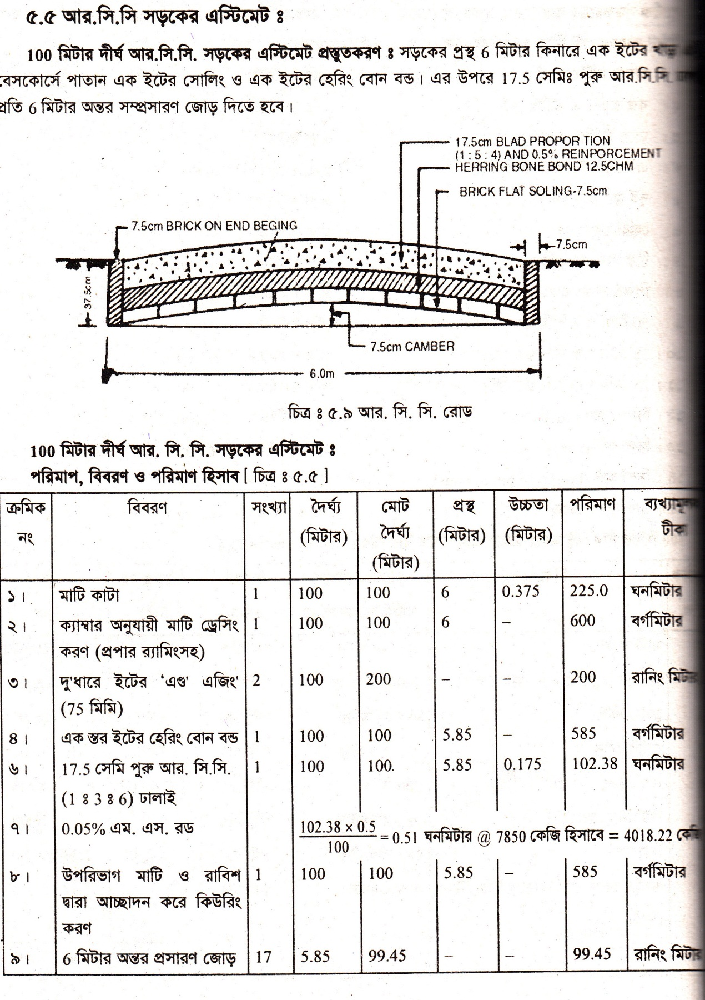 ৫.৫ আর.সি.সি সড়কের এস্টিমেট ঃ
100 মিটার দীর্ঘ আর.সি.সি. সড়কের এস্টিমেট প্রস্তুতকরণ ঃ সড়কের প্রস্থ 6 মিটার কিনারে এক ইটের খাড়া
বেসকোর্সে পাতান এক ইটের সোলিং ও এক ইটের হেরিং বোন বন্ড। এর উপরে 17.5 সেমিঃ পুরু আর.সি.সি.
প্রতি 6 মিটার অন্তর সম্প্রসারণ জোড় দিতে হবে।
17.5cm BLAD PROPOR TION
(1 : 5 : 4) AND 0.5% REINPORCEMENT
HERRING BONE BOND 12.5CHM
BRICK FLAT SOLING-7.5cm
7.5cm BRICK ON END BEGING
7.5cm
37.5cm
7.5cm CAMBER
6.0m
চিত্র ঃ ৫.৯ আর. সি. সি. রোড
100 মিটার দীর্ঘ আর. সি. সি. সড়কের এস্টিমেট ঃ
পরিমাপ, বিবরণ ও পরিমাণ হিসাব [ চিত্র ঃ ৫.৫ ]
ক্রমিক বিবরণ সংখ্যা দৈর্ঘ্য মোট প্রস্থ উচ্চতা পরিমাণ ব্যখ্যামূলক
নং (মিটার) দৈর্ঘ্য (মিটার) (মিটার) টীকা
(মিটার)
১। মাটি কাটা 1 100 100 6 0.375 225.0 ঘনমিটার
২। ক্যাম্বার অনুযায়ী মাটি ড্রেসিং 1 100 100 6 – 600 বর্গমিটার
করণ (প্রপার র‍্যামিংসহ)
৩। দু'ধারে ইটের ‘এণ্ড' এজিং' 2 100 200 – – 200 রানিং মিটার
(75 মিমি)
৪। এক স্তর ইটের হেরিং বোন বন্ড 1 100 100 5.85 – 585 বর্গমিটার
৬। 17.5 সেমি পুরু আর. সি.সি. 1 100 100. 5.85 0.175 102.38 ঘনমিটার
(1 ঃ 3 ঃ 6) ঢালাই
৭। 0.05% এম. এস. রড 102.38 × 0.5
100 = 0.51 ঘনমিটার @ 7850 কেজি হিসাবে = 4018.22 কেজি
৮। উপরিভাগ মাটি ও রাবিশ 1 100 100 5.85 – 585 বর্গমিটার
দ্বারা আচ্ছাদন করে কিউরিং
করণ
৯। 6 মিটার অন্তর প্রসারণ জোড় 17 5.85 99.45 – – 99.45 রানিং মিটার